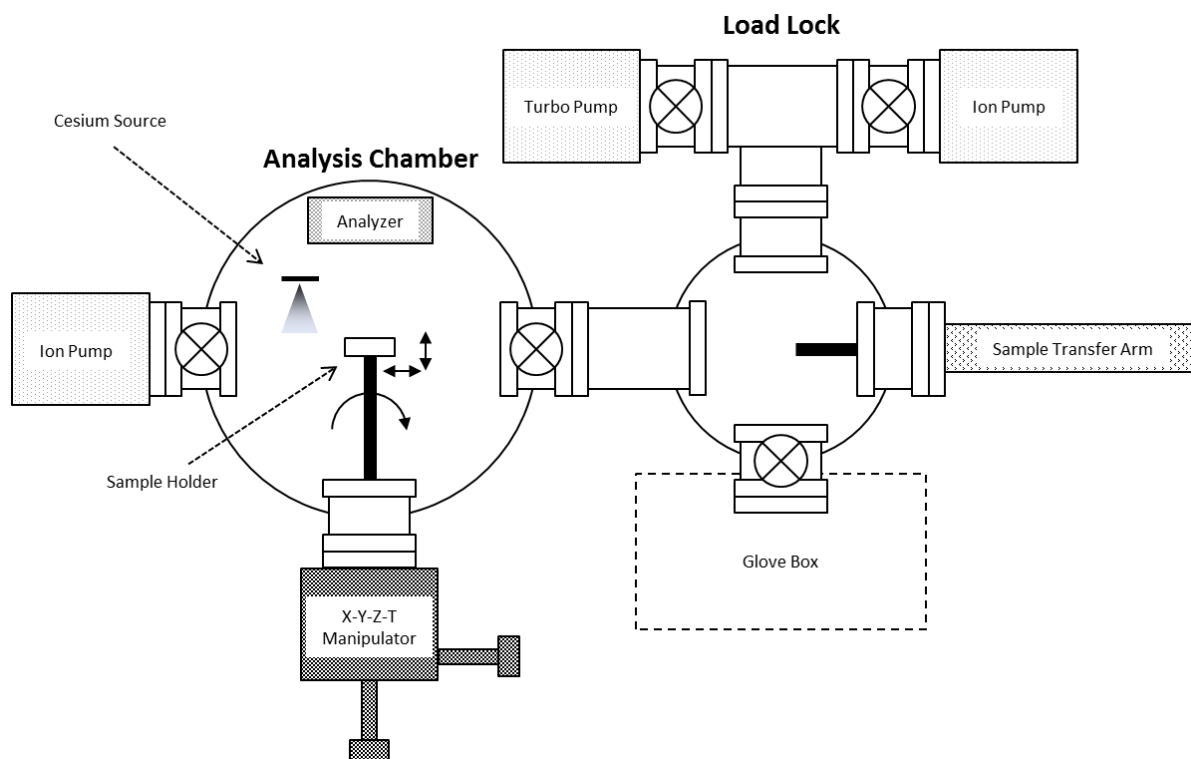 Load Lock
Turbo Pump
Ion Pump
Cesium Source
Analysis Chamber
Analyzer
Ion Pump
Sample Transfer Arm
Sample Holder
Glove Box
X-Y-Z-T
Manipulator